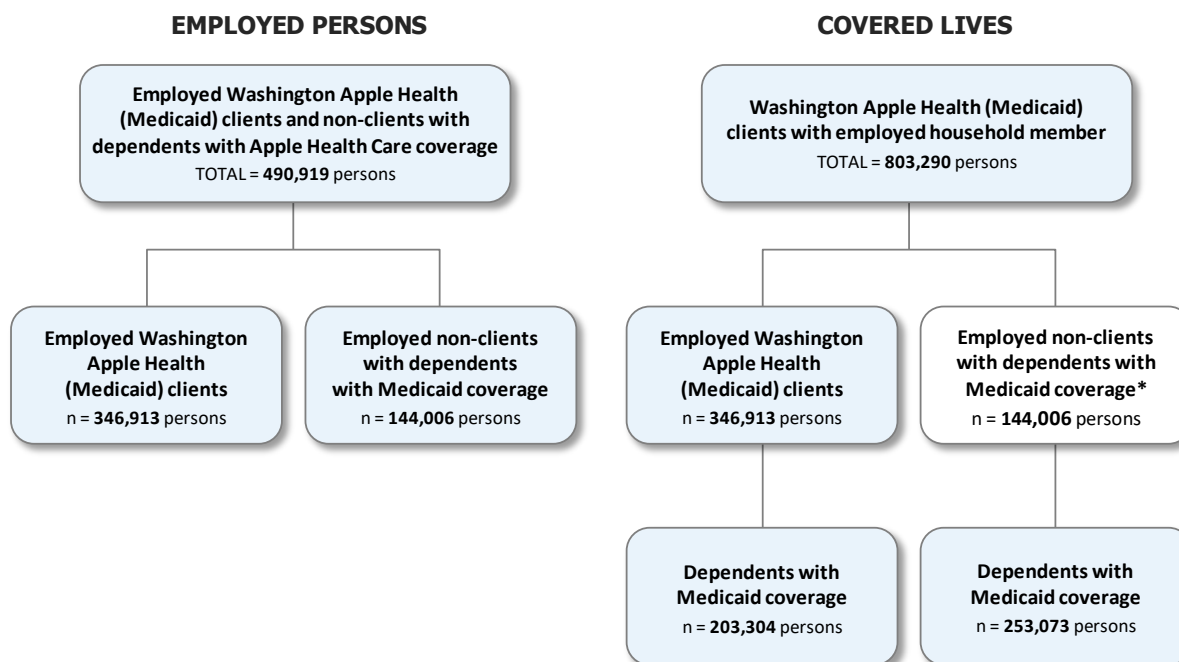 EMPLOYED PERSONS
Employed Washington Apple Health
(Medicaid) clients and non-clients with
dependents with Apple Health Care coverage
TOTAL = 490,919 persons
Employed Washington
Apple Health
(Medicaid) clients
n = 346,913 persons
Employed non-clients
with dependents
with Medicaid coverage
n = 144,006 persons
COVERED LIVES
Washington Apple Health (Medicaid)
clients with employed household member
TOTAL = 803,290 persons
Employed Washington
Apple Health
(Medicaid) clients
n = 346,913 persons
Employed non-clients
with dependents with
Medicaid coverage*
n = 144,006 persons
Dependents with
Medicaid coverage
n = 203,304 persons
Dependents with
Medicaid coverage
n = 253,073 persons